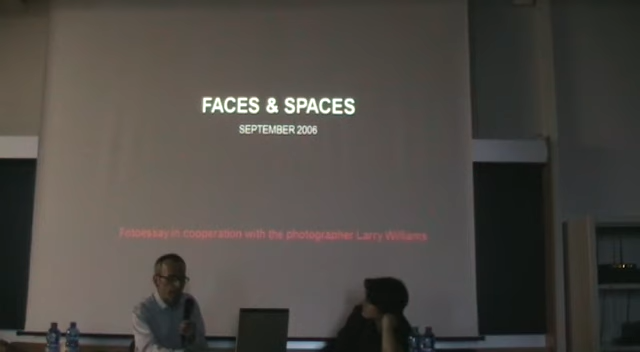 FACES & SPACES
SEPTEMBER 2006
Fotoessay in cooperation with the photographer Larry Williams